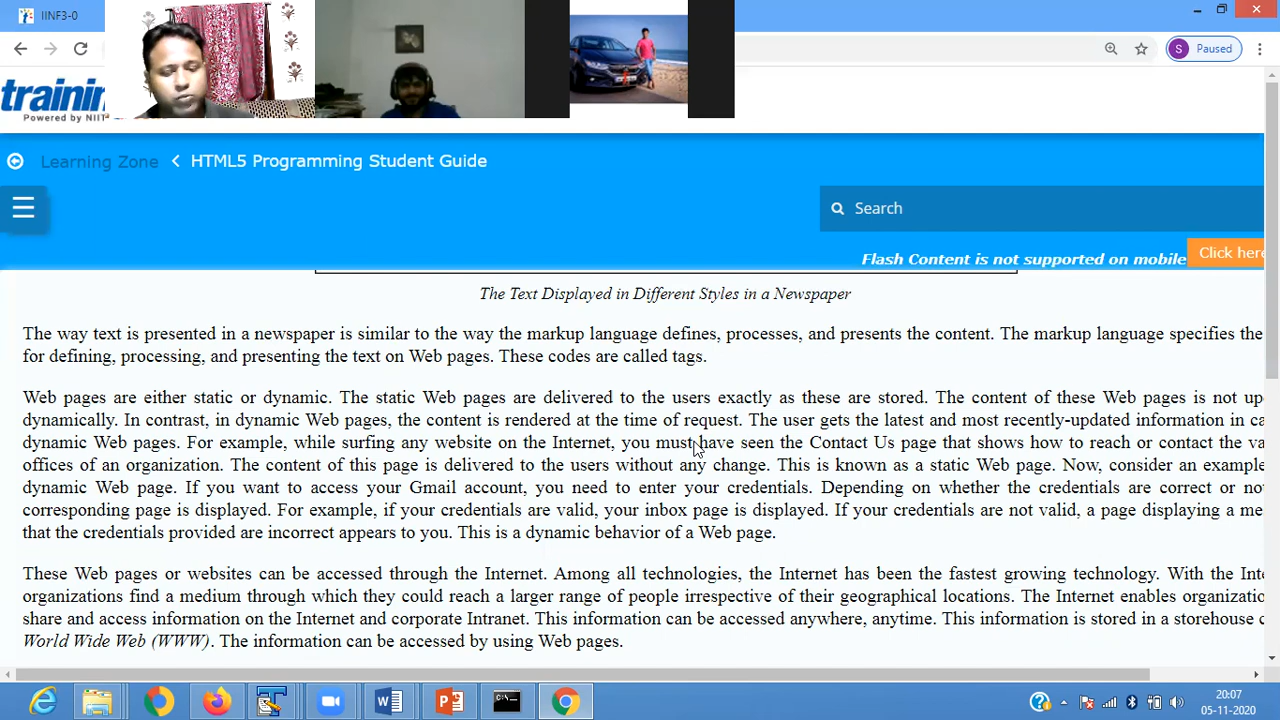 IINF3-0
Paused
trainin
Powered by NIIT
Learning Zone HTML5 Programming Student Guide
Search
Flash Content is not supported on mobile Click here
The Text Displayed in Different Styles in a Newspaper
The way text is presented in a newspaper is similar to the way the markup language defines, processes, and presents the content. The markup language specifies the
for defining, processing, and presenting the text on Web pages. These codes are called tags.
Web pages are either static or dynamic. The static Web pages are delivered to the users exactly as these are stored. The content of these Web pages is not up
dynamically. In contrast, in dynamic Web pages, the content is rendered at the time of request. The user gets the latest and most recently-updated information in ca
dynamic Web pages. For example, while surfing any website on the Internet, you must have seen the Contact Us page that shows how to reach or contact the va
offices of an organization. The content of this page is delivered to the users without any change. This is known as a static Web page. Now, consider an example
dynamic Web page. If you want to access your Gmail account, you need to enter your credentials. Depending on whether the credentials are correct or no
corresponding page is displayed. For example, if your credentials are valid, your inbox page is displayed. If your credentials are not valid, a page displaying a me
that the credentials provided are incorrect appears to you. This is a dynamic behavior of a Web page.
These Web pages or websites can be accessed through the Internet. Among all technologies, the Internet has been the fastest growing technology. With the Inte
organizations find a medium through which they could reach a larger range of people irrespective of their geographical locations. The Internet enables organizatio
share and access information on the Internet and corporate Intranet. This information can be accessed anywhere, anytime. This information is stored in a storehouse c
World Wide Web (WWW). The information can be accessed by using Web pages.
20:07
05-11-2020